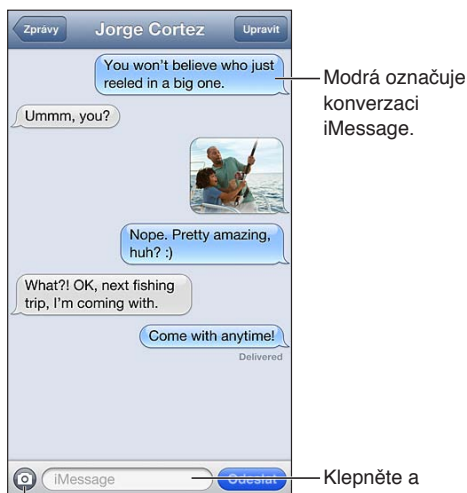 Zprávy
Jorge Cortez
Upravit
You won't believe who just
reeled in a big one.
Modrá označuje
konverzaci
iMessage.
Ummm, you?
Nope. Pretty amazing,
huh? :)
What?! OK, next fishing
trip, I'm coming with.
Come with anytime!
Delivered
iMessage
Odeslat
Klepněte a